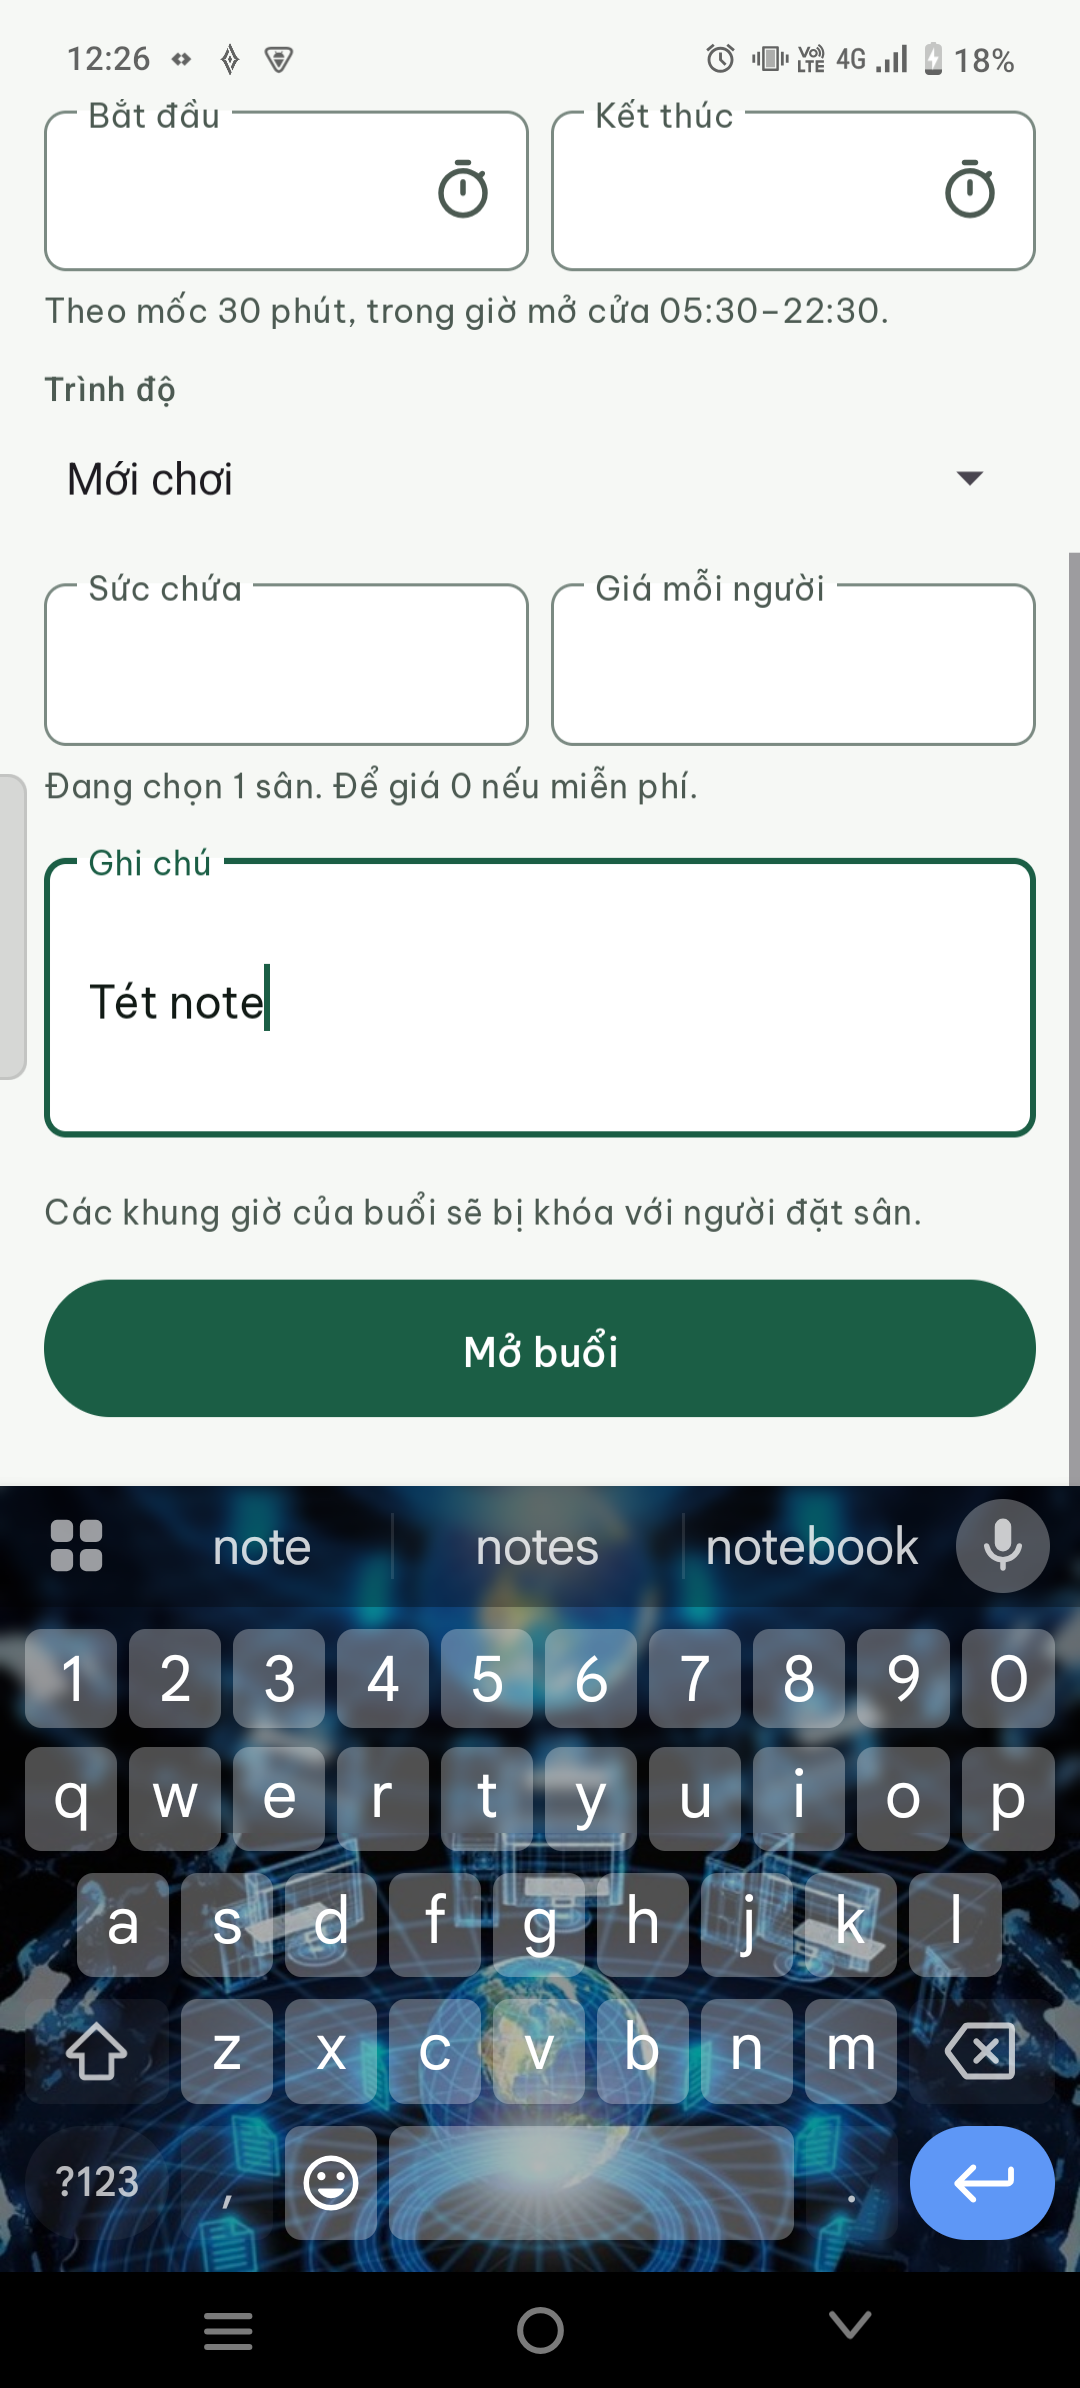 12:26 VoLTE 4G 18%
Bắt đầu Kết thúc
Theo mốc 30 phút, trong giờ mở cửa 05:30–22:30.
Trình độ
Mới chơi
Sức chứa Giá mỗi người
Đang chọn 1 sân. Để giá 0 nếu miễn phí.
Ghi chú
Tét note
Các khung giờ của buổi sẽ bị khóa với người đặt sân.
Mở buổi
note notes notebook
1 2 3 4 5 6 7 8 9 0
q w e r t y u i o p
a s d f g h j k l
z x c v b n m
?123 , .